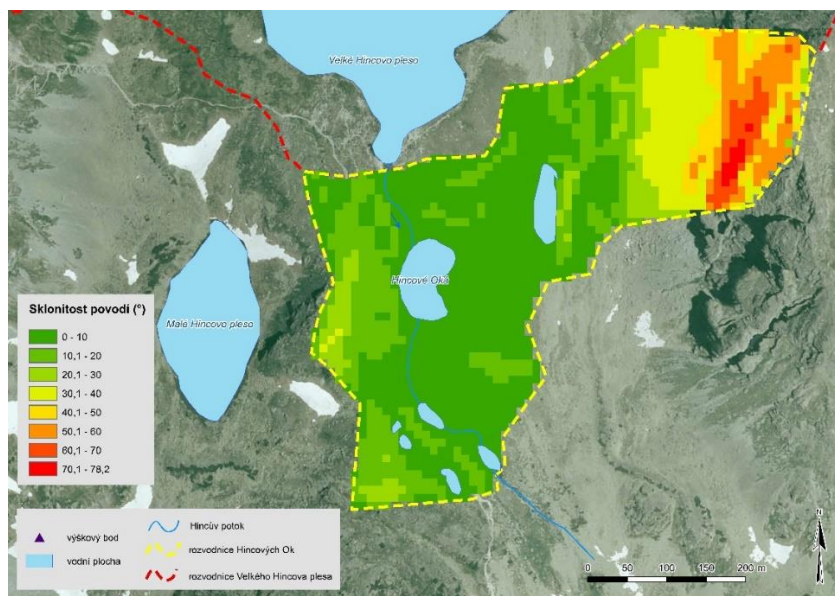 Velké Hincovo pleso
Hincové Oká
Malé Hincovo pleso
Sklonitost povodí (°)
0 - 10
10,1 - 20
20,1 - 30
30,1 - 40
40,1 - 50
50,1 - 60
60,1 - 70
70,1 - 78,2
výškový bod
vodní plocha
Hincův potok
rozvodnice Hincových Ok
rozvodnice Velkého Hincova plesa
N
0 50 100 150 200 m